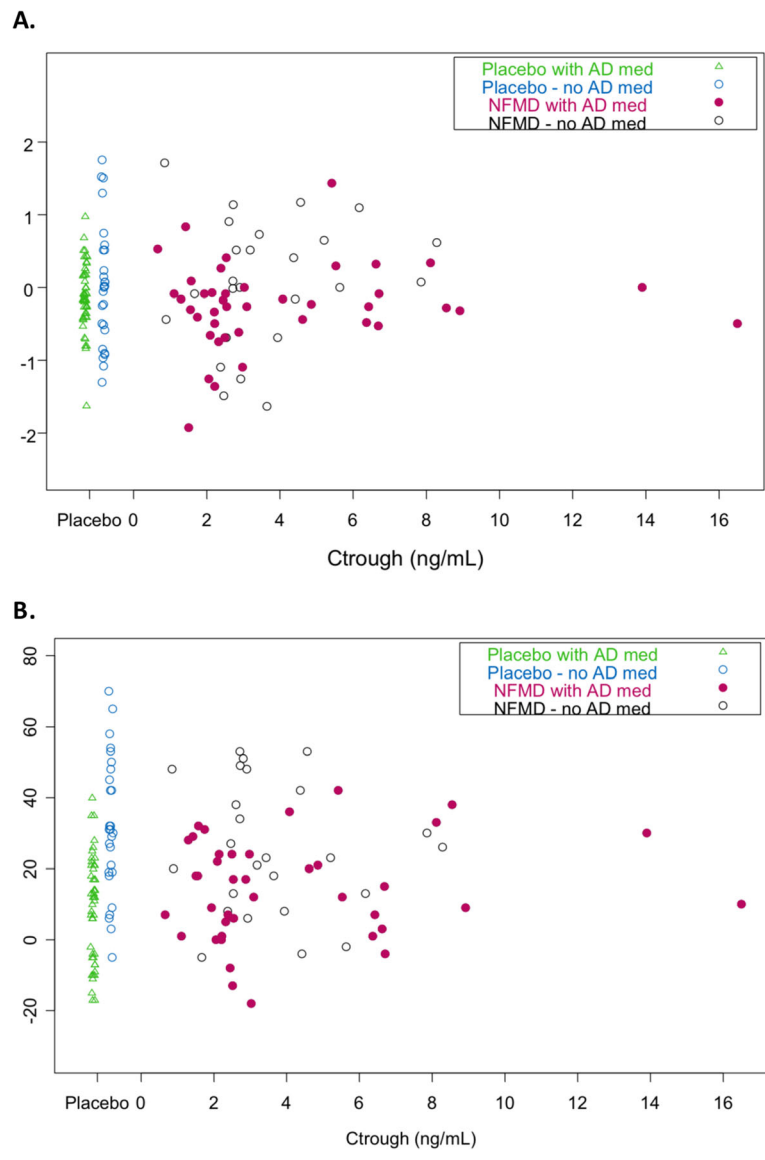 A.
Placebo with AD med
Placebo - no AD med
NFMD with AD med
NFMD - no AD med
2
1
0
-1
-2
Placebo 0 2 4 6 8 10 12 14 16
Ctrough (ng/mL)
B.
Placebo with AD med
Placebo - no AD med
NFMD with AD med
NFMD - no AD med
80
60
40
20
0
-20
Placebo 0 2 4 6 8 10 12 14 16
Ctrough (ng/mL)